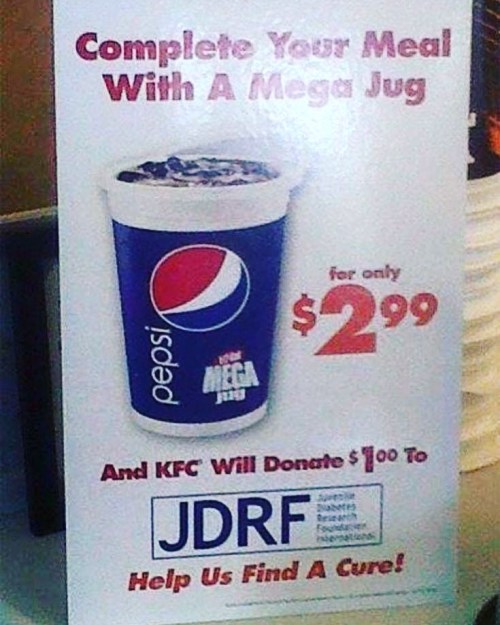 Complete Your Meal
With A Mega Jug
for only
$2.99
pepsi
YOUR
MEGA
jug
And KFC Will Donate $1.00 To
JDRF
Juvenile
Diabetes
Research
Foundation
International
Help Us Find A Cure!